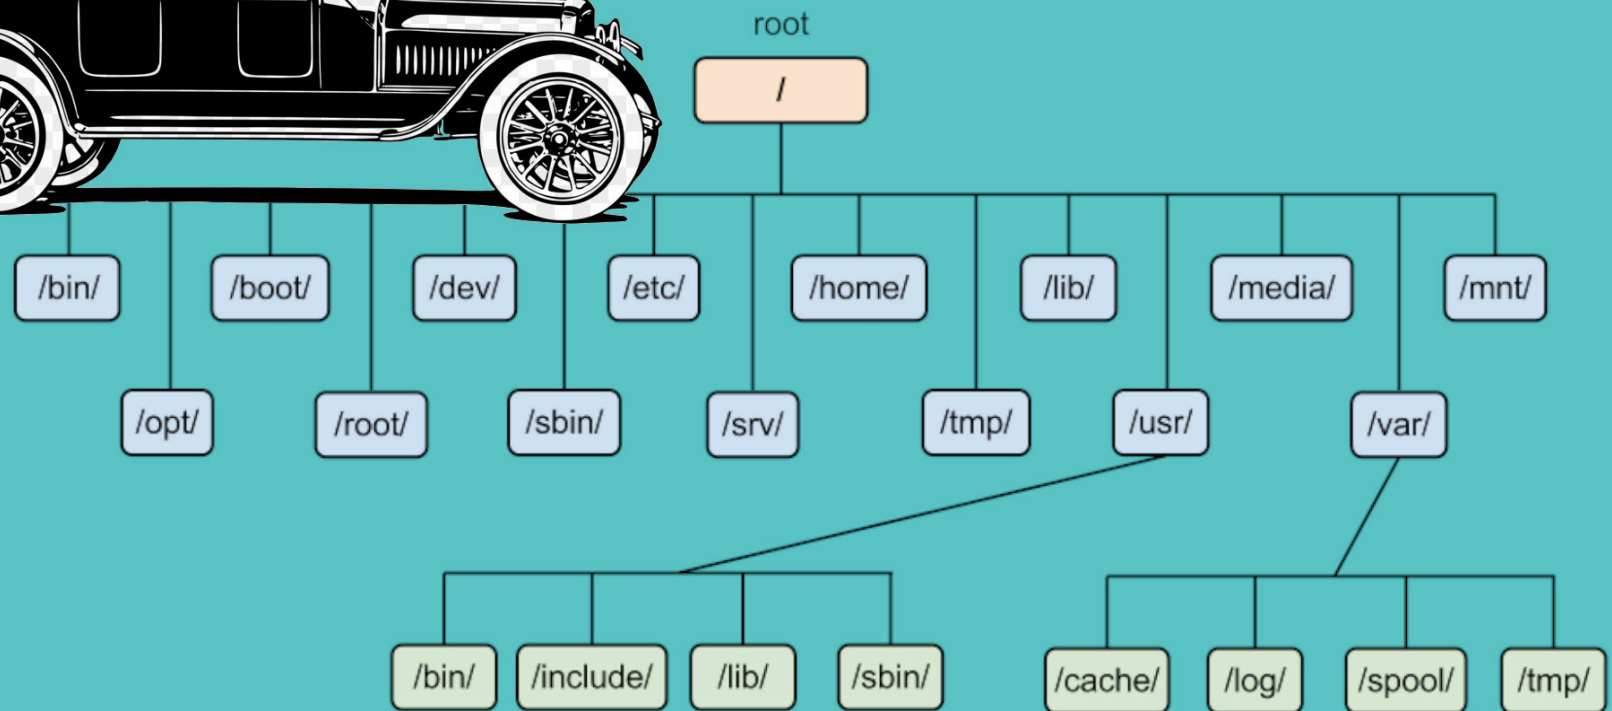 root
/
/bin/ /boot/ /dev/ /etc/ /home/ /lib/ /media/ /mnt/
/opt/ /root/ /sbin/ /srv/ /tmp/ /usr/ /var/
/bin/ /include/ /lib/ /sbin/ /cache/ /log/ /spool/ /tmp/